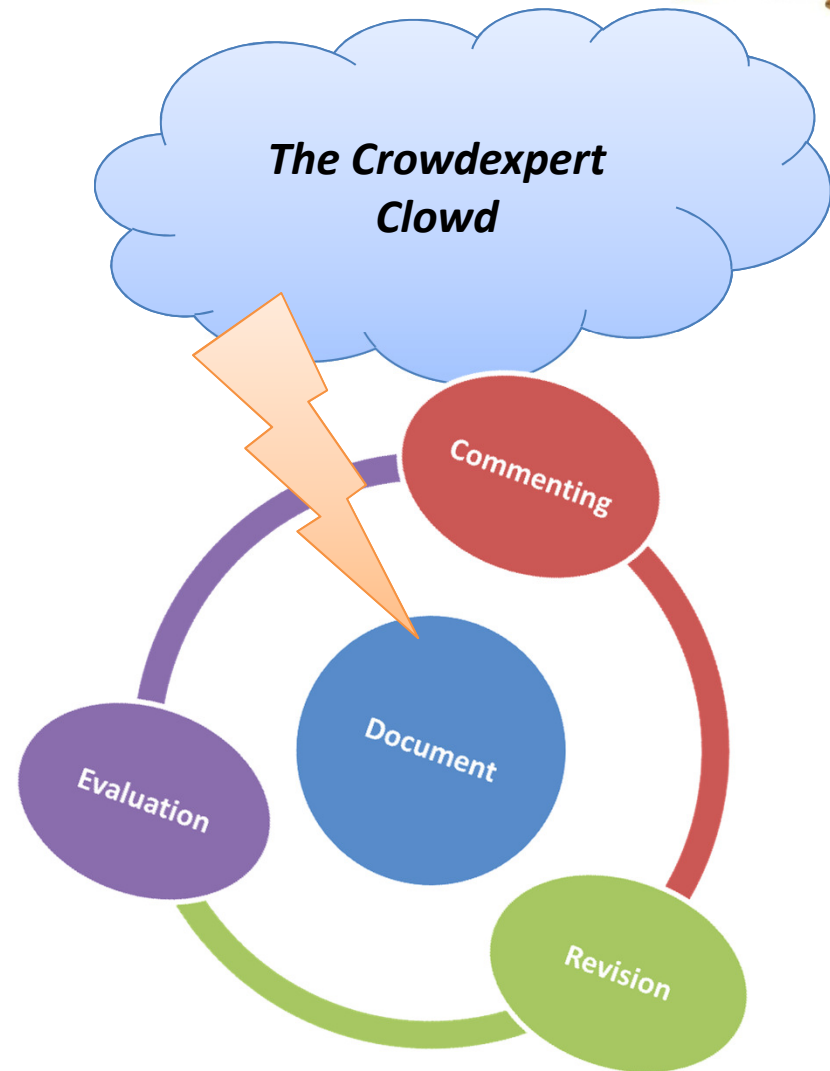 The Crowdexpert
Clowd
Commenting
Document
Evaluation
Revision